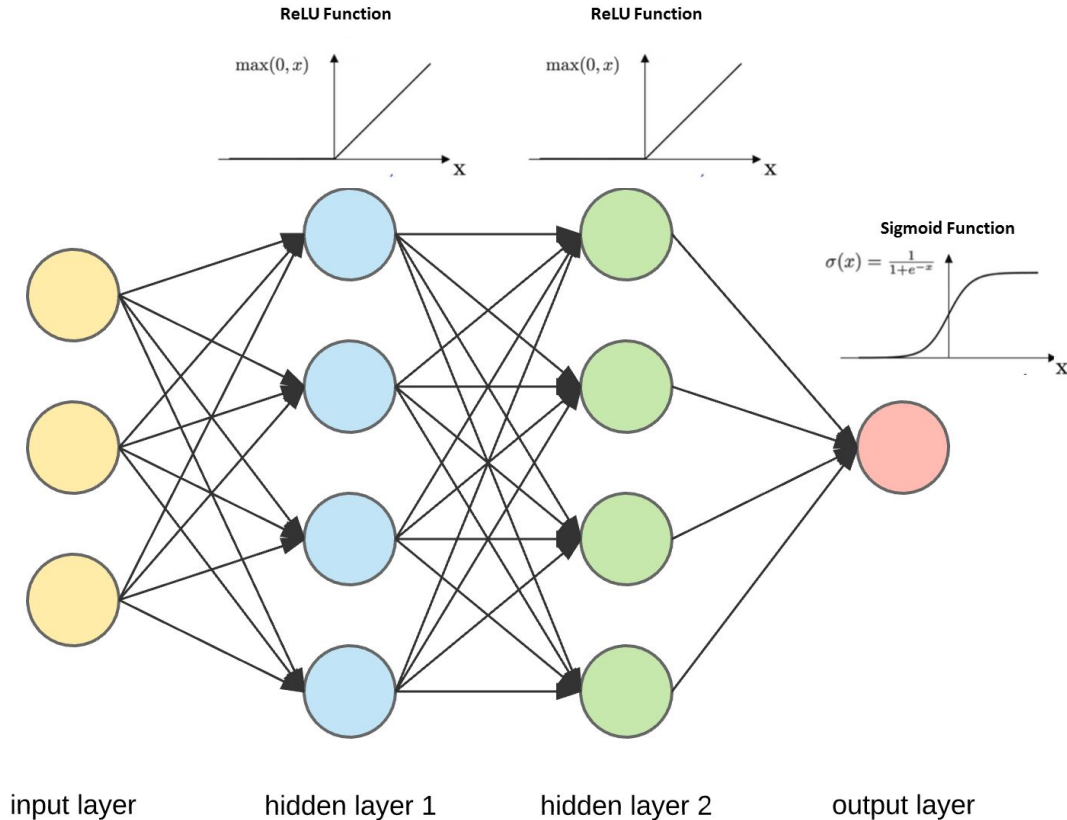 ReLU Function
ReLU Function
max(0, x)
x
max(0, x)
x
Sigmoid Function
σ(x) = 1/(1+e^{-x})
x
input layer
hidden layer 1
hidden layer 2
output layer